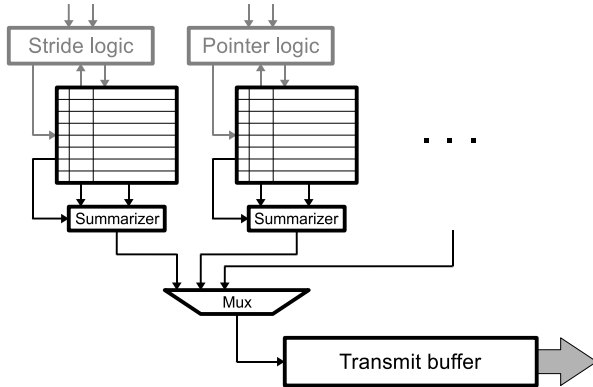 Stride logic
Pointer logic
. . .
Summarizer
Summarizer
Mux
Transmit buffer